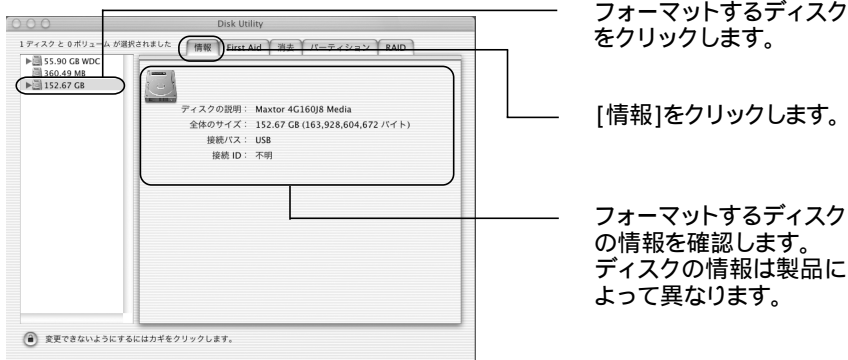 Disk Utility
1 ディスク と 0 ボリューム が選択されました
情報 First Aid 消去 パーティション RAID
55.90 GB WDC
360.49 MB
152.67 GB
ディスクの説明： Maxtor 4G160J8 Media
全体のサイズ： 152.67 GB (163,928,604,672 バイト)
接続バス： USB
接続 ID： 不明
変更できないようにするにはカギをクリックします。
フォーマットするディスク
をクリックします。
[情報]をクリックします。
フォーマットするディスク
の情報を確認します。
ディスクの情報は製品に
よって異なります。